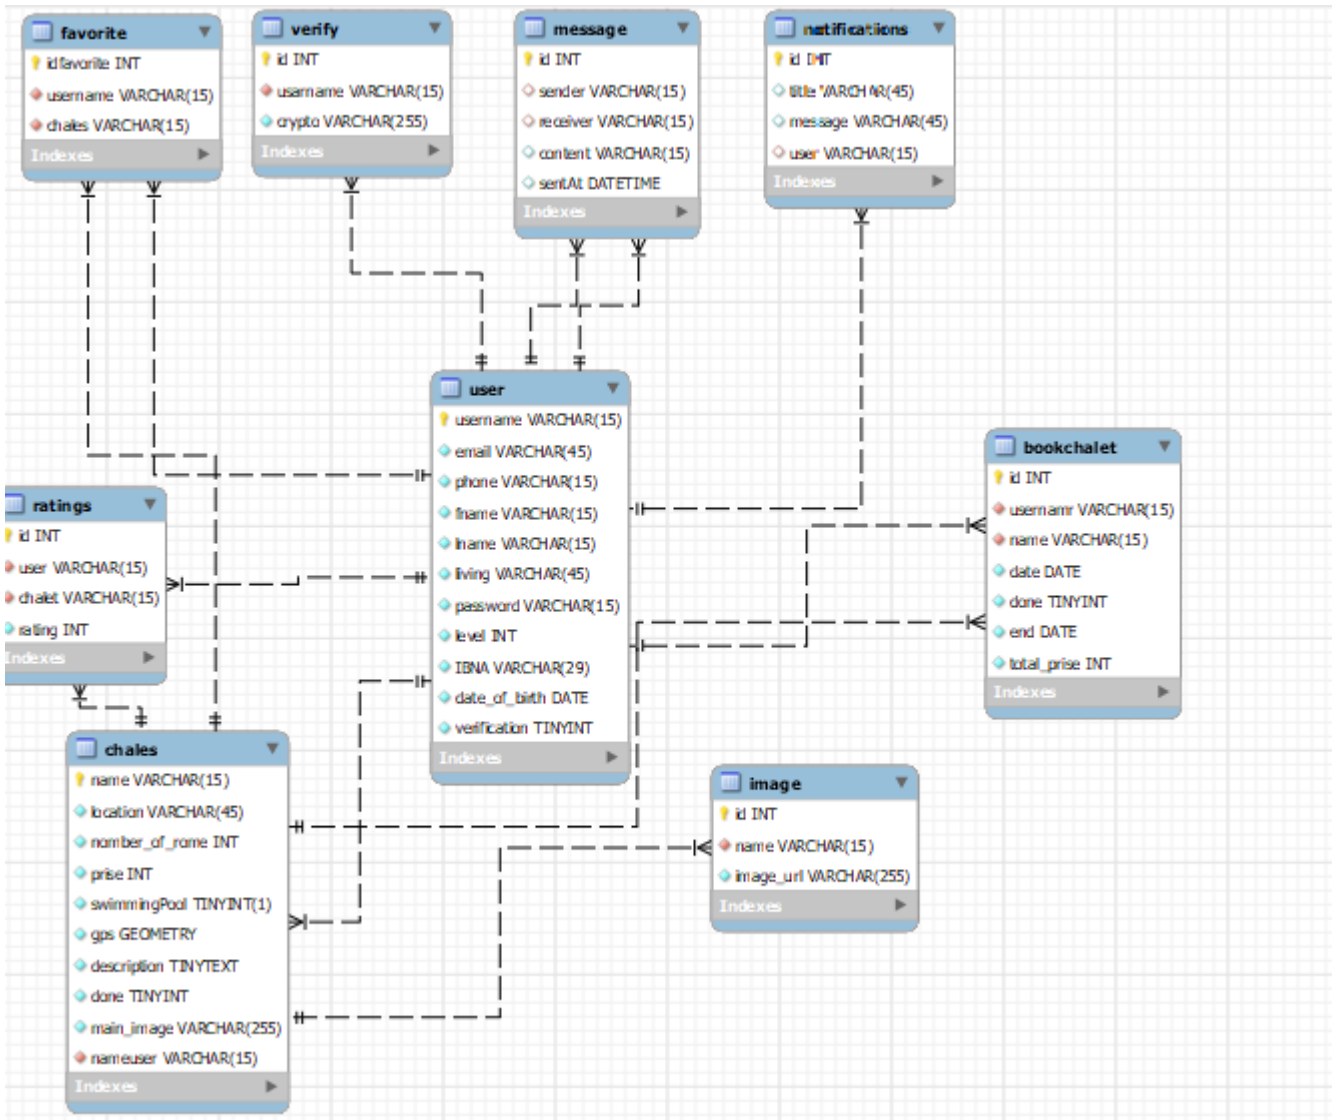 favorite
idfavorite INT
username VARCHAR(15)
chales VARCHAR(15)
Indexes
verify
id INT
username VARCHAR(15)
crypto VARCHAR(255)
Indexes
message
id INT
sender VARCHAR(15)
receiver VARCHAR(15)
content VARCHAR(15)
sentAt DATETIME
Indexes
notifications
id INT
title VARCHAR(45)
message VARCHAR(45)
user VARCHAR(15)
Indexes
user
username VARCHAR(15)
email VARCHAR(45)
phone VARCHAR(15)
fname VARCHAR(15)
lname VARCHAR(15)
living VARCHAR(45)
password VARCHAR(15)
level INT
IBNA VARCHAR(29)
date_of_birth DATE
verification TINYINT
Indexes
bookchalet
id INT
usernamr VARCHAR(15)
name VARCHAR(15)
date DATE
done TINYINT
end DATE
total_prise INT
Indexes
ratings
id INT
user VARCHAR(15)
chalet VARCHAR(15)
rating INT
Indexes
chales
name VARCHAR(15)
location VARCHAR(45)
nomber_of_rome INT
prise INT
swimmingPool TINYINT(1)
gps GEOMETRY
description TINYTEXT
done TINYINT
main_image VARCHAR(255)
nameuser VARCHAR(15)
Indexes
image
id INT
name VARCHAR(15)
image_url VARCHAR(255)
Indexes